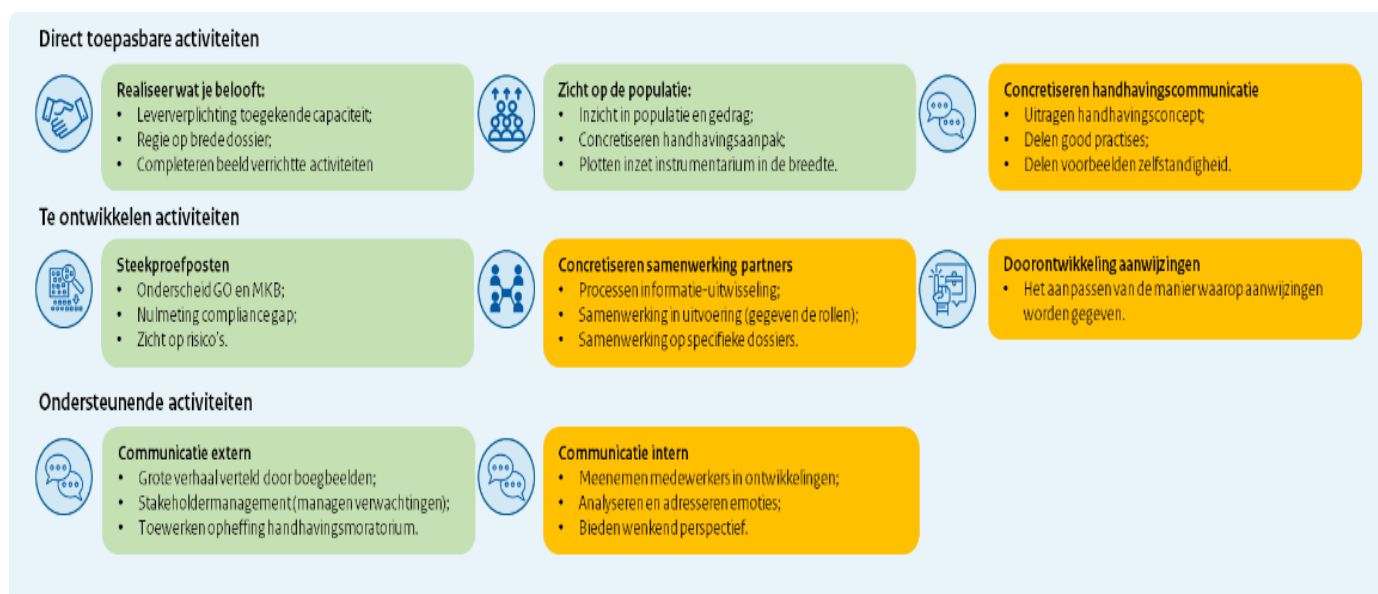 Direct toepasbare activiteiten
Realiseer wat je belooft:
• Leververplichting toegekende capaciteit;
• Regie op brede dossier;
• Completeren beeld verrichtte activiteiten
Zicht op de populatie:
• Inzicht in populatie en gedrag;
• Concretiseren handhavingsaanpak;
• Plotten inzet instrumentarium in de breedte.
Concretiseren handhavingscommunicatie
• Uitragen handhavingsconcept;
• Delen good practises;
• Delen voorbeelden zelfstandigheid.
Te ontwikkelen activiteiten
Steekproefposten
• Onderscheid GO en MKB;
• Nulmeting compliance gap;
• Zicht op risico's.
Concretiseren samenwerking partners
• Processen informatie-uitwisseling;
• Samenwerking in uitvoering (gegeven de rollen);
• Samenwerking op specifieke dossiers.
Doorontwikkeling aanwijzingen
• Het aanpassen van de manier waarop aanwijzingen
worden gegeven.
Ondersteunende activiteiten
Communicatie extern
• Grote verhaal verteld door boegbeelden;
• Stakeholdermanagement (managen verwachtingen);
• Toewerken opheffing handhavingsmoratorium.
Communicatie intern
• Meenemen medewerkers in ontwikkelingen;
• Analyseren en adresseren emoties;
• Bieden wenkend perspectief.